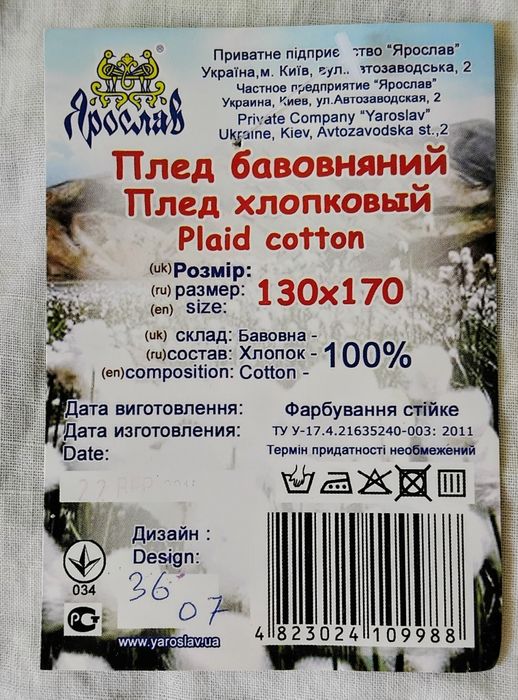 Ярослав
Приватне підприє ство "Ярослав"
Україна,м. Київ, вул. Автозаводська, 2
Частное предприятие "Ярослав"
Украина, Киев, ул.Автозаводская, 2
Private Company "Yaroslav"
Ukraine, Kiev, Avtozavodska st.,2
Плед бавовняний
Плед хлопковый
Plaid cotton
(uk) Розмір:
(ru) размер:
(en) size:
130x170
(uk) склад: Бавовна -
(ru) состав: Хлопок -
(en) composition: Cotton -
100%
Дата виготовлення:
Дата изготовления:
Date:
Фарбування стійке
ТУ У-17.4.21635240-003: 2011
Термін придатності необмежений
Дизайн :
Design:
36
07
034
www.yaroslav.ua
4 823024 109988